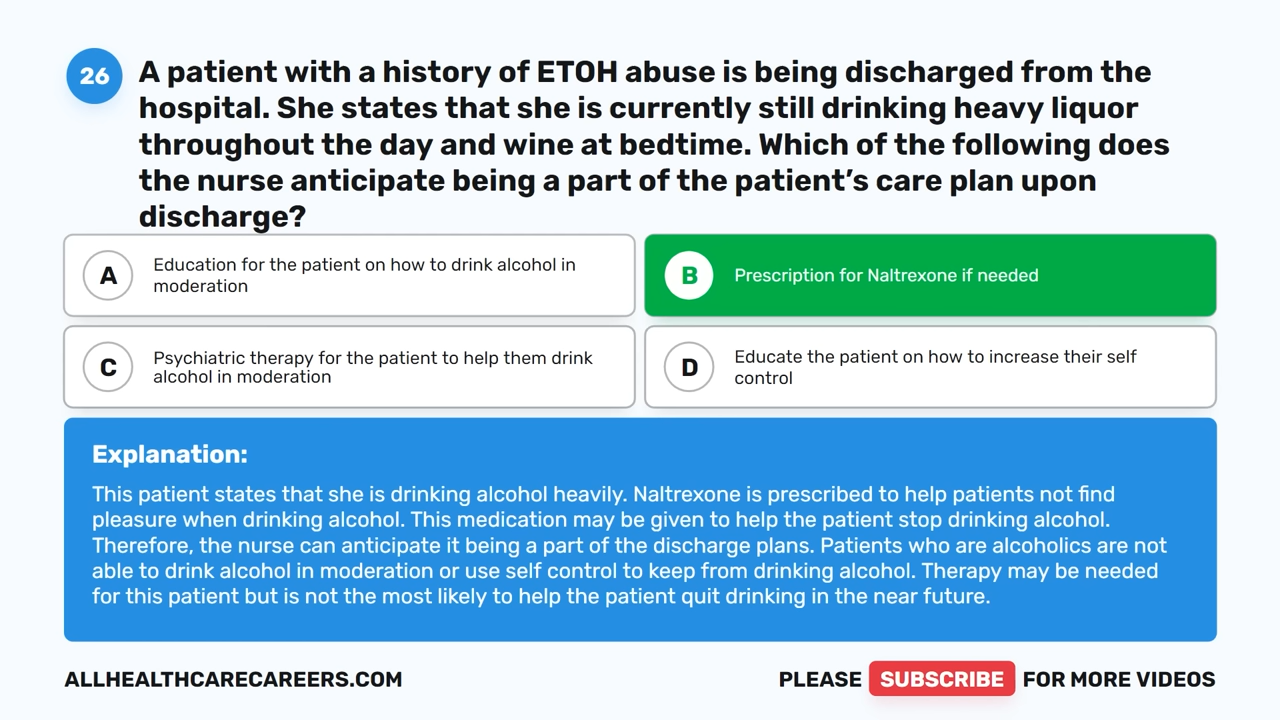 26
A patient with a history of ETOH abuse is being discharged from the
hospital. She states that she is currently still drinking heavy liquor
throughout the day and wine at bedtime. Which of the following does
the nurse anticipate being a part of the patient’s care plan upon
discharge?
A
Education for the patient on how to drink alcohol in
moderation
B
Prescription for Naltrexone if needed
C
Psychiatric therapy for the patient to help them drink
alcohol in moderation
D
Educate the patient on how to increase their self
control
Explanation:
This patient states that she is drinking alcohol heavily. Naltrexone is prescribed to help patients not find
pleasure when drinking alcohol. This medication may be given to help the patient stop drinking alcohol.
Therefore, the nurse can anticipate it being a part of the discharge plans. Patients who are alcoholics are not
able to drink alcohol in moderation or use self control to keep from drinking alcohol. Therapy may be needed
for this patient but is not the most likely to help the patient quit drinking in the near future.
ALLHEALTHCARECAREERS.COM
PLEASE SUBSCRIBE FOR MORE VIDEOS